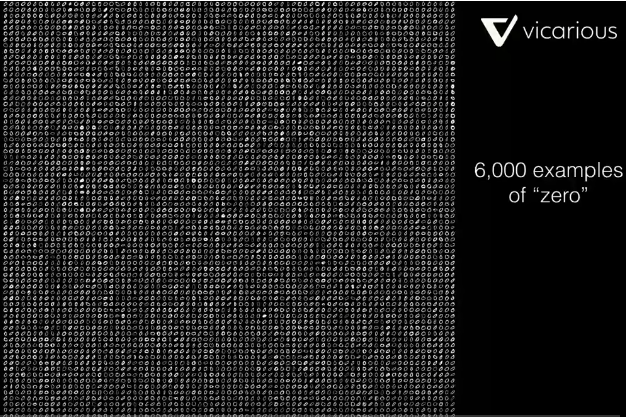 vicarious
6,000 examples
of “zero”